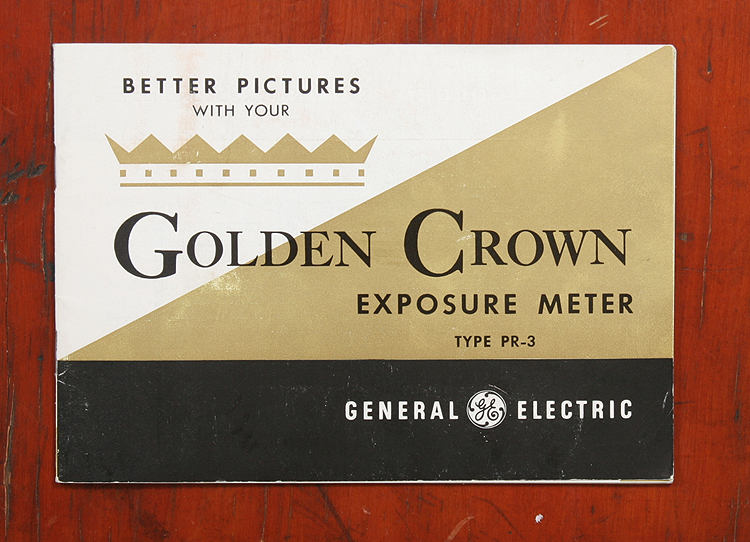 BETTER PICTURES
WITH YOUR
GOLDEN CROWN
EXPOSURE METER
TYPE PR-3
GENERAL GE ELECTRIC